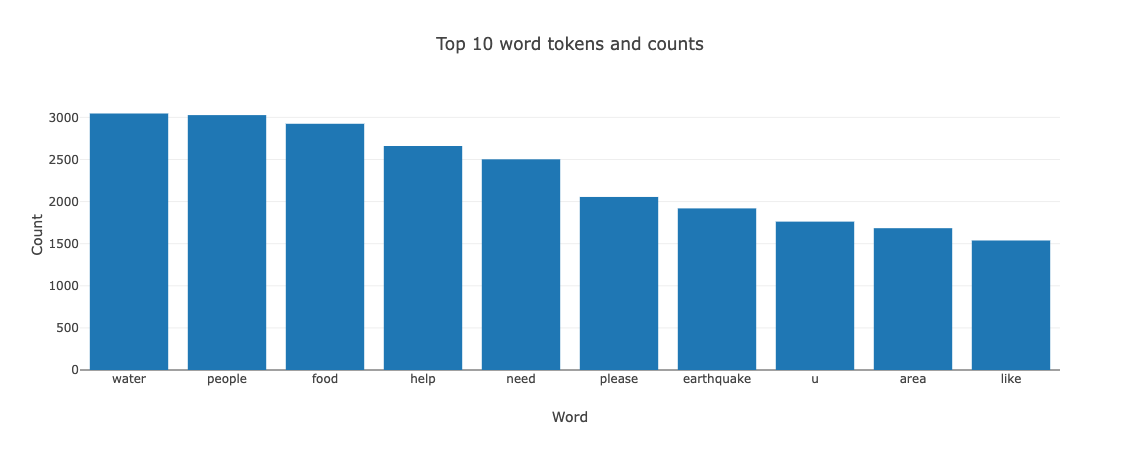 Top 10 word tokens and counts
3000
2500
2000
1500
1000
500
0
Count
water people food help need please earthquake u area like
Word